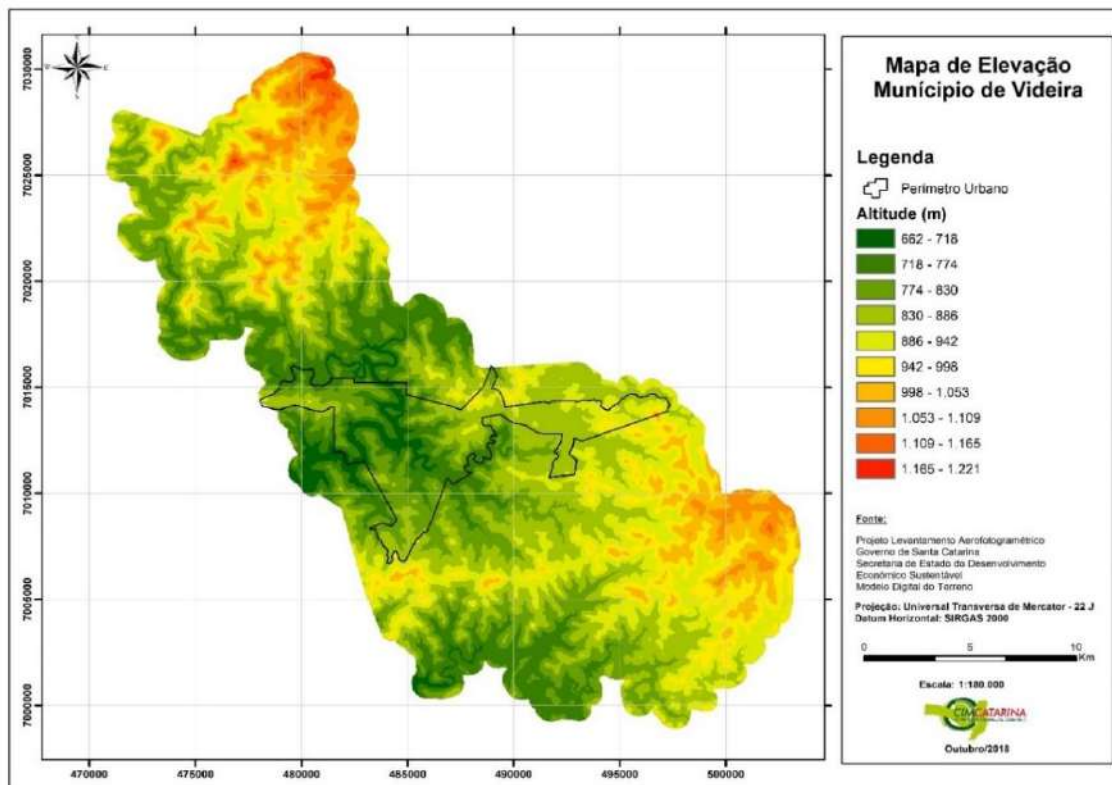 Mapa de Elevação
Munícipio de Videira
Legenda
Perímetro Urbano
Altitude (m)
662 - 718
718 - 774
774 - 830
830 - 886
886 - 942
942 - 998
998 - 1.053
1.053 - 1.109
1.109 - 1.165
1.165 - 1.221
Fonte:
Projeto Levantamento Aerofotogramétrico
Governo de Santa Catarina
Secretaria de Estado do Desenvolvimento
Econômico Sustentável
Modelo Digital do Terreno
Projeção: Universal Transversa de Mercator - 22 J
Datum Horizontal: SIRGAS 2000
0 5 10
Km
Escala: 1:180.000
CIMCATARINA
Outubro/2018
7030000
7025000
7020000
7015000
7010000
7005000
7000000
470000 475000 480000 485000 490000 495000 500000